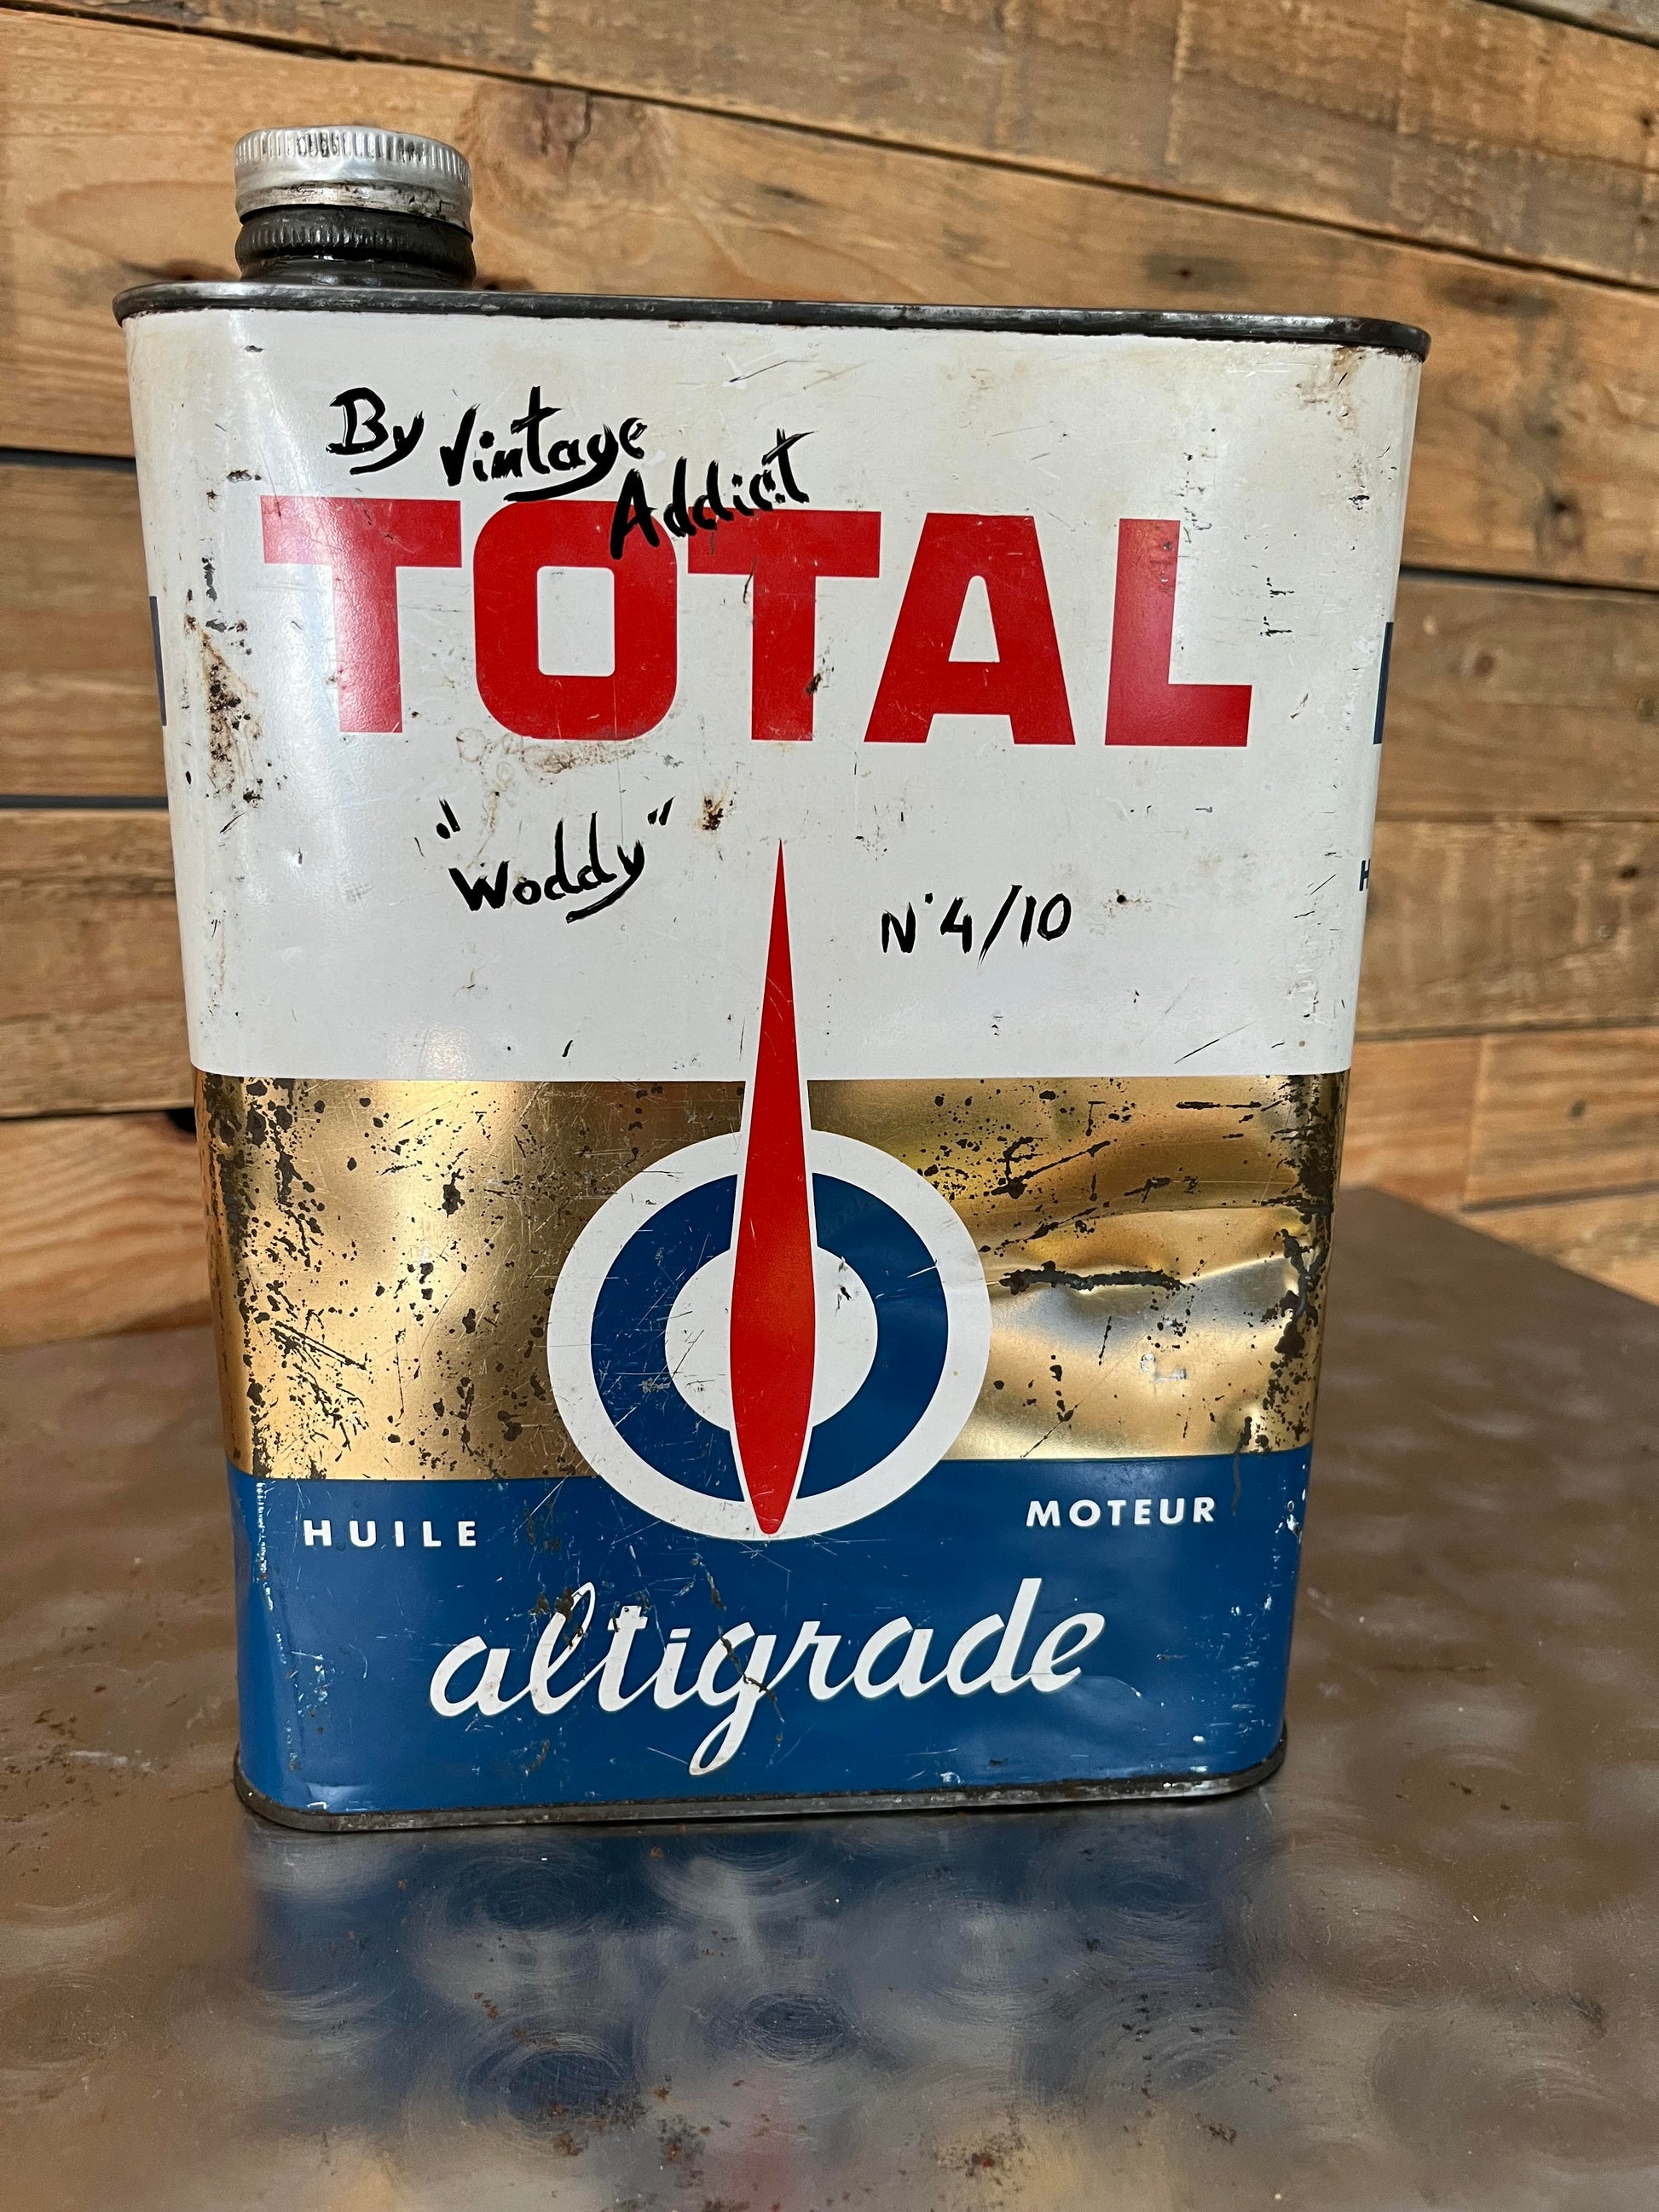 By Vintage
Addict
TOTAL
"Woddy"
N°4/10
HUILE
MOTEUR
altigrade